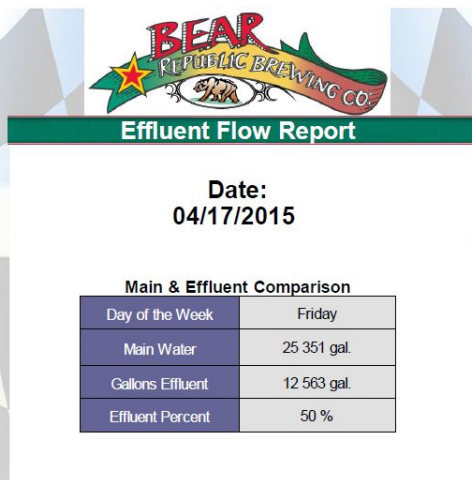 BEAR
REPUBLIC BREWING CO.
Effluent Flow Report
Date:
04/17/2015
Main & Effluent Comparison
Day of the Week Friday
Main Water 25 351 gal.
Gallons Effluent 12 563 gal.
Effluent Percent 50 %